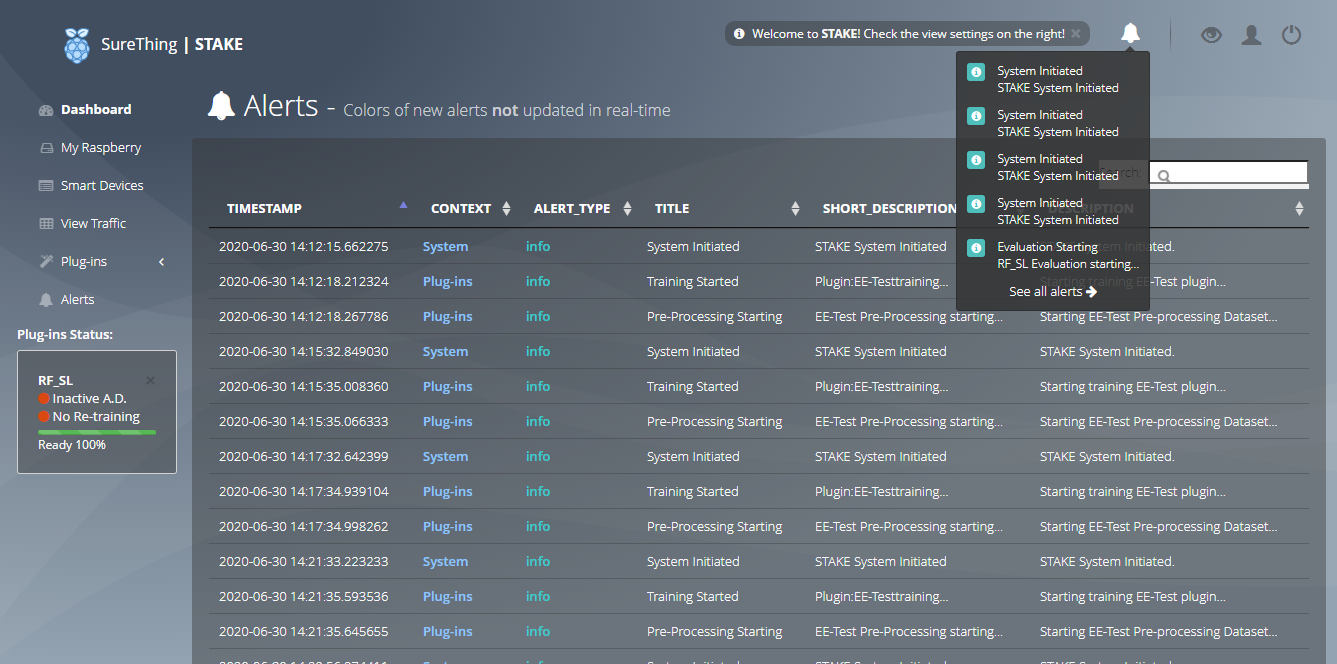 SureThing | STAKE
Welcome to STAKE! Check the view settings on the right!
System Initiated
STAKE System Initiated
System Initiated
STAKE System Initiated
System Initiated
STAKE System Initiated
System Initiated
STAKE System Initiated
Evaluation Starting
RF_SL Evaluation starting...
See all alerts
Dashboard
My Raspberry
Smart Devices
View Traffic
Plug-ins
Alerts
Plug-ins Status:
RF_SL
Inactive A.D.
No Re-training
Ready 100%
Alerts - Colors of new alerts not updated in real-time
Search:
TIMESTAMP CONTEXT ALERT_TYPE TITLE SHORT_DESCRIPTION DESCRIPTION
2020-06-30 14:12:15.662275 System info System Initiated STAKE System Initiated
2020-06-30 14:12:18.212324 Plug-ins info Training Started Plugin:EE-Testtraining... Starting training EE-Test plugin...
2020-06-30 14:12:18.267786 Plug-ins info Pre-Processing Starting EE-Test Pre-Processing starting... Starting EE-Test Pre-processing Dataset...
2020-06-30 14:15:32.849030 System info System Initiated STAKE System Initiated STAKE System Initiated.
2020-06-30 14:15:35.008360 Plug-ins info Training Started Plugin:EE-Testtraining... Starting training EE-Test plugin...
2020-06-30 14:15:35.066333 Plug-ins info Pre-Processing Starting EE-Test Pre-Processing starting... Starting EE-Test Pre-processing Dataset...
2020-06-30 14:17:32.642399 System info System Initiated STAKE System Initiated STAKE System Initiated.
2020-06-30 14:17:34.939104 Plug-ins info Training Started Plugin:EE-Testtraining... Starting training EE-Test plugin...
2020-06-30 14:17:34.998262 Plug-ins info Pre-Processing Starting EE-Test Pre-Processing starting... Starting EE-Test Pre-processing Dataset...
2020-06-30 14:21:33.223233 System info System Initiated STAKE System Initiated STAKE System Initiated.
2020-06-30 14:21:35.593536 Plug-ins info Training Started Plugin:EE-Testtraining... Starting training EE-Test plugin...
2020-06-30 14:21:35.645655 Plug-ins info Pre-Processing Starting EE-Test Pre-Processing starting... Starting EE-Test Pre-processing Dataset...